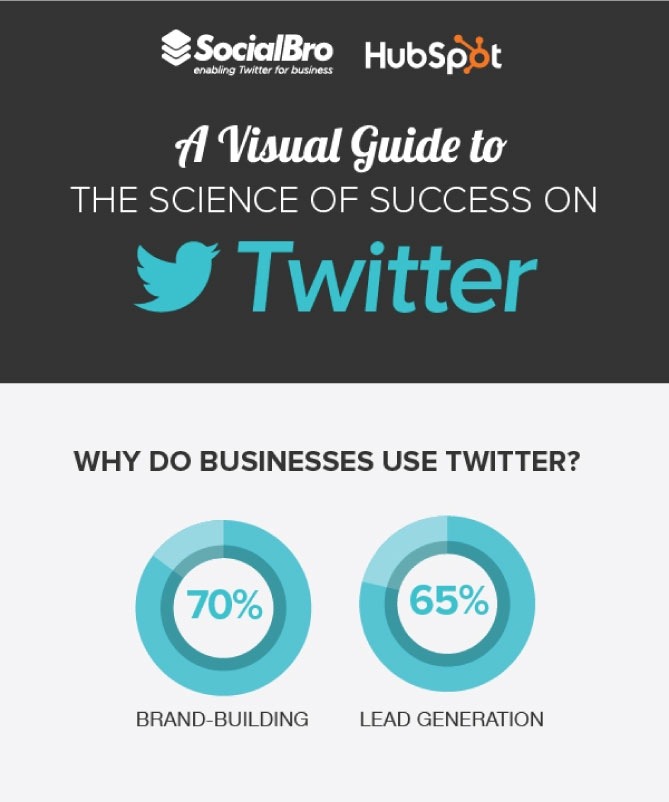 SocialBro
enabling Twitter for business
HubSpot
A Visual Guide to
THE SCIENCE OF SUCCESS ON
Twitter
WHY DO BUSINESSES USE TWITTER?
70%
65%
BRAND-BUILDING
LEAD GENERATION